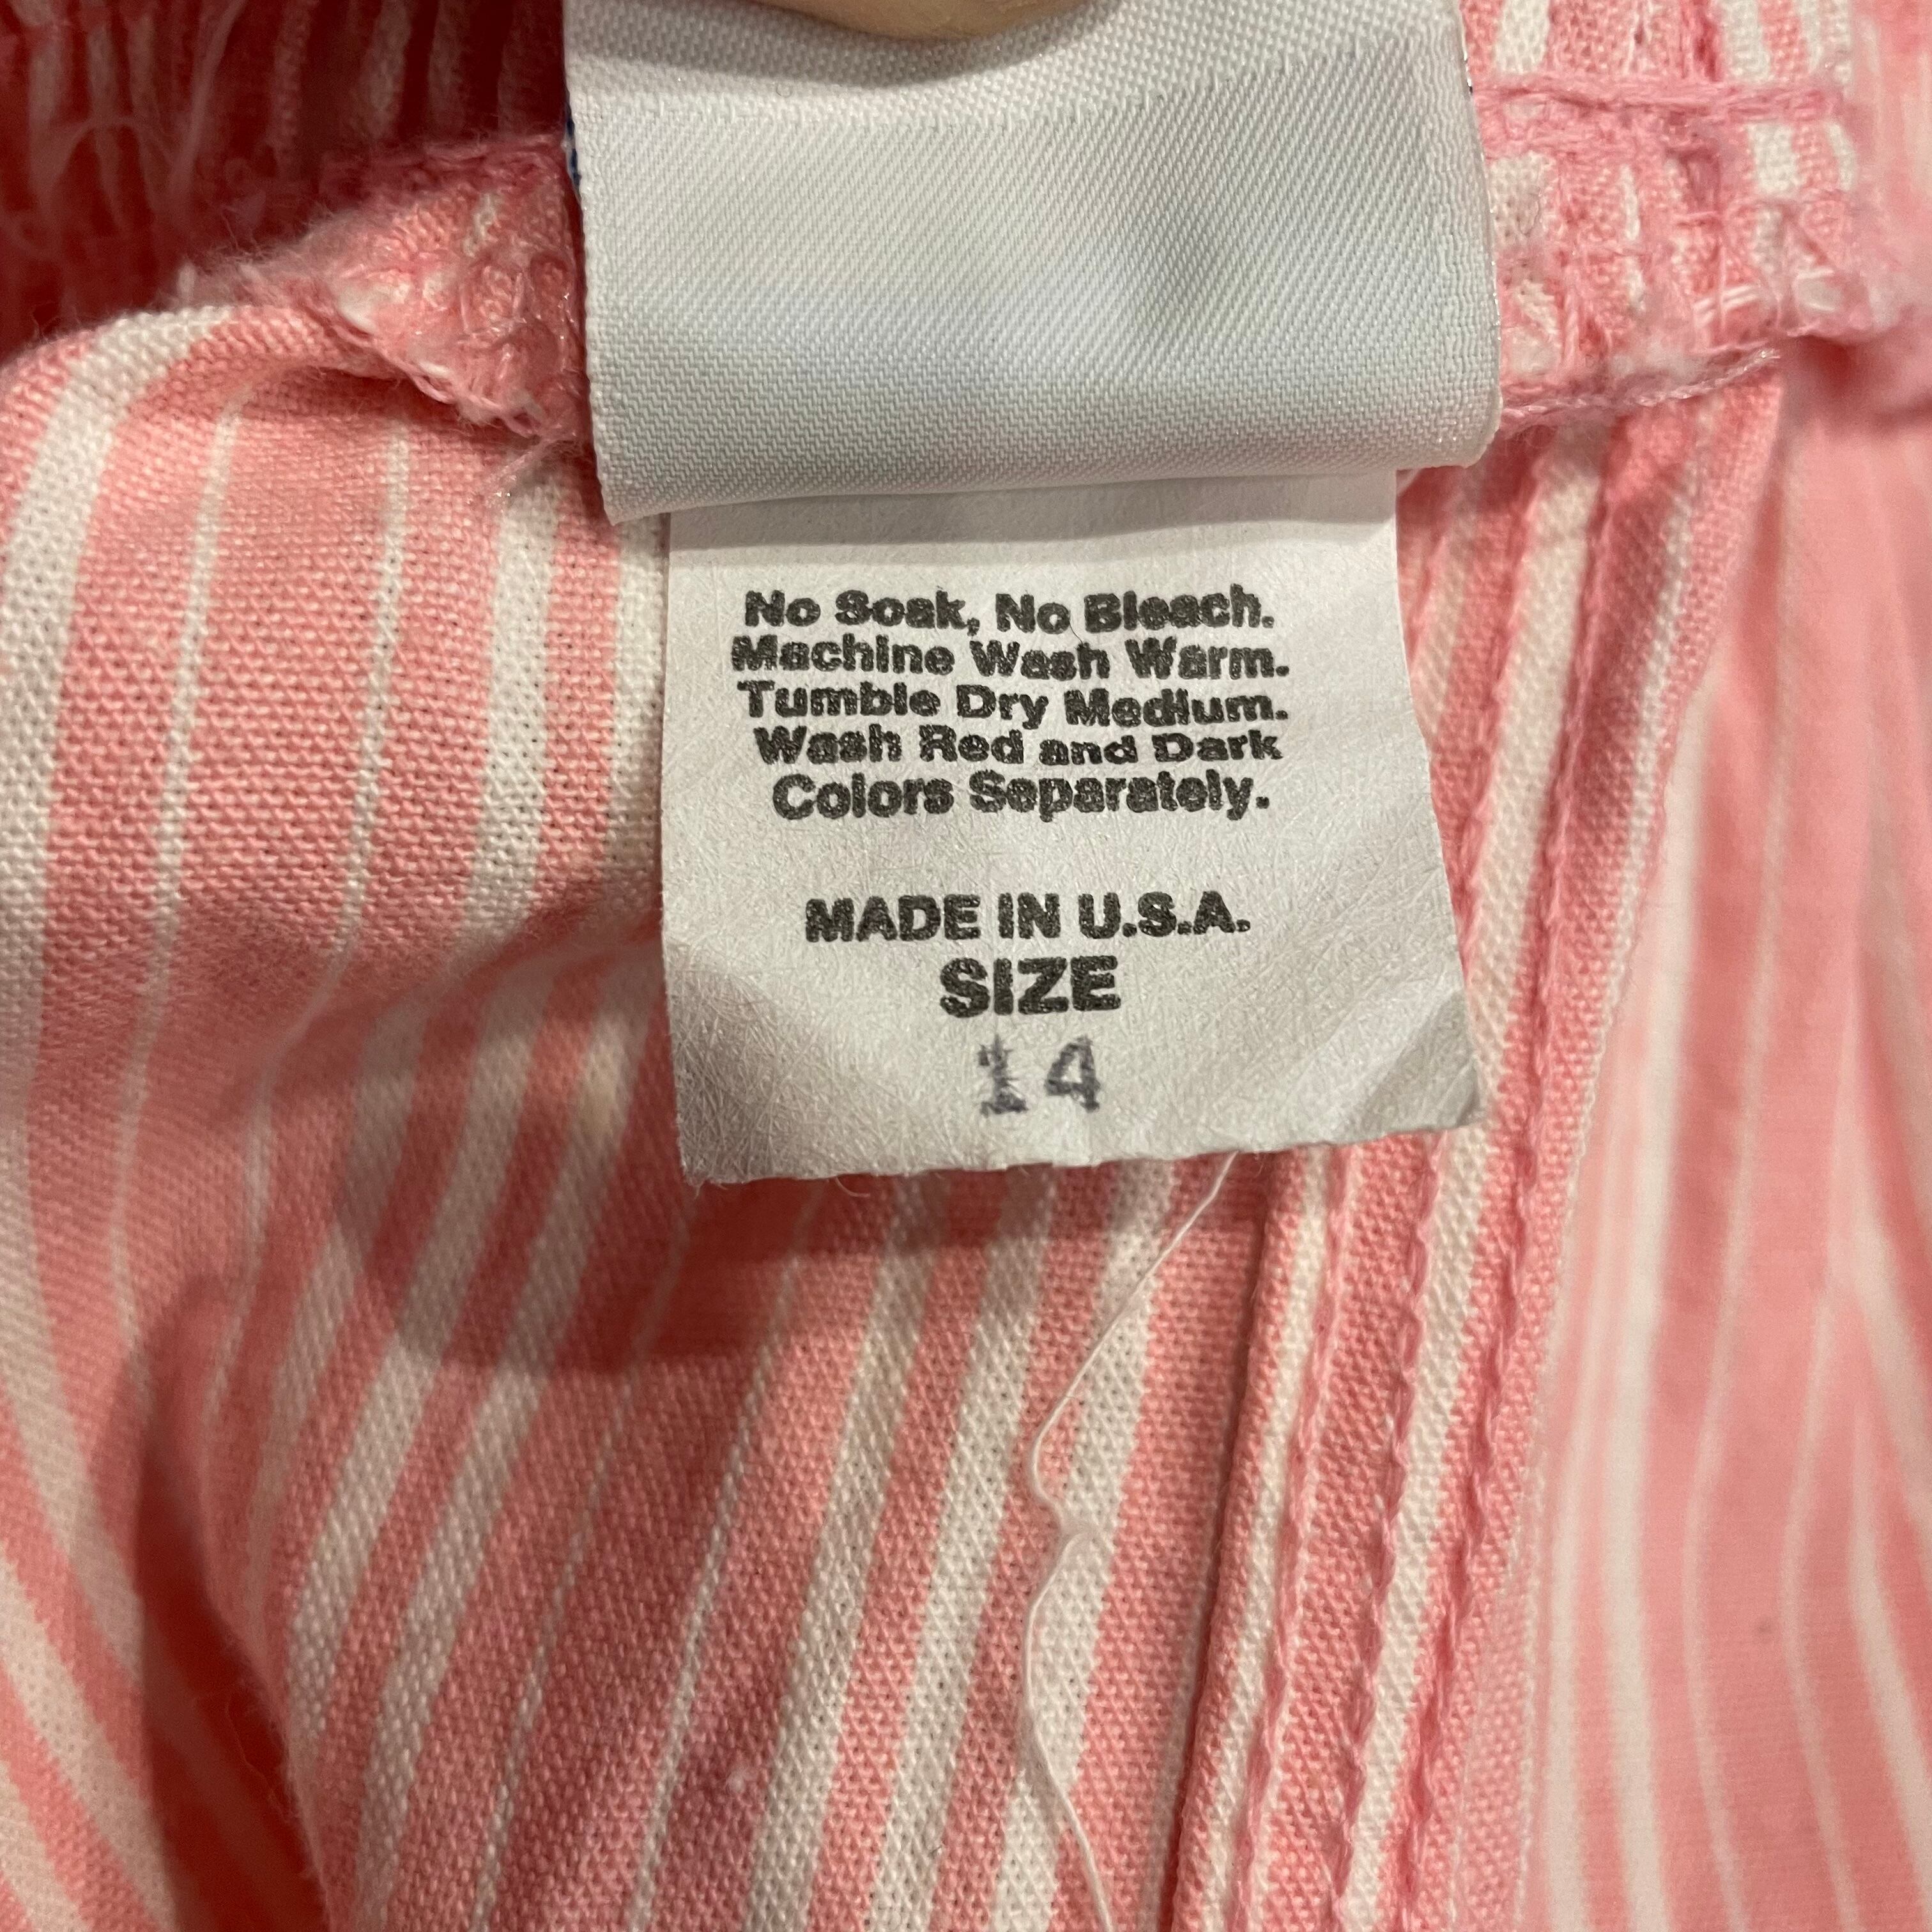 No Soak, No Bleach.
Machine Wash Warm.
Tumble Dry Medium.
Wash Red and Dark
Colors Separately.
MADE IN U.S.A.
SIZE
14